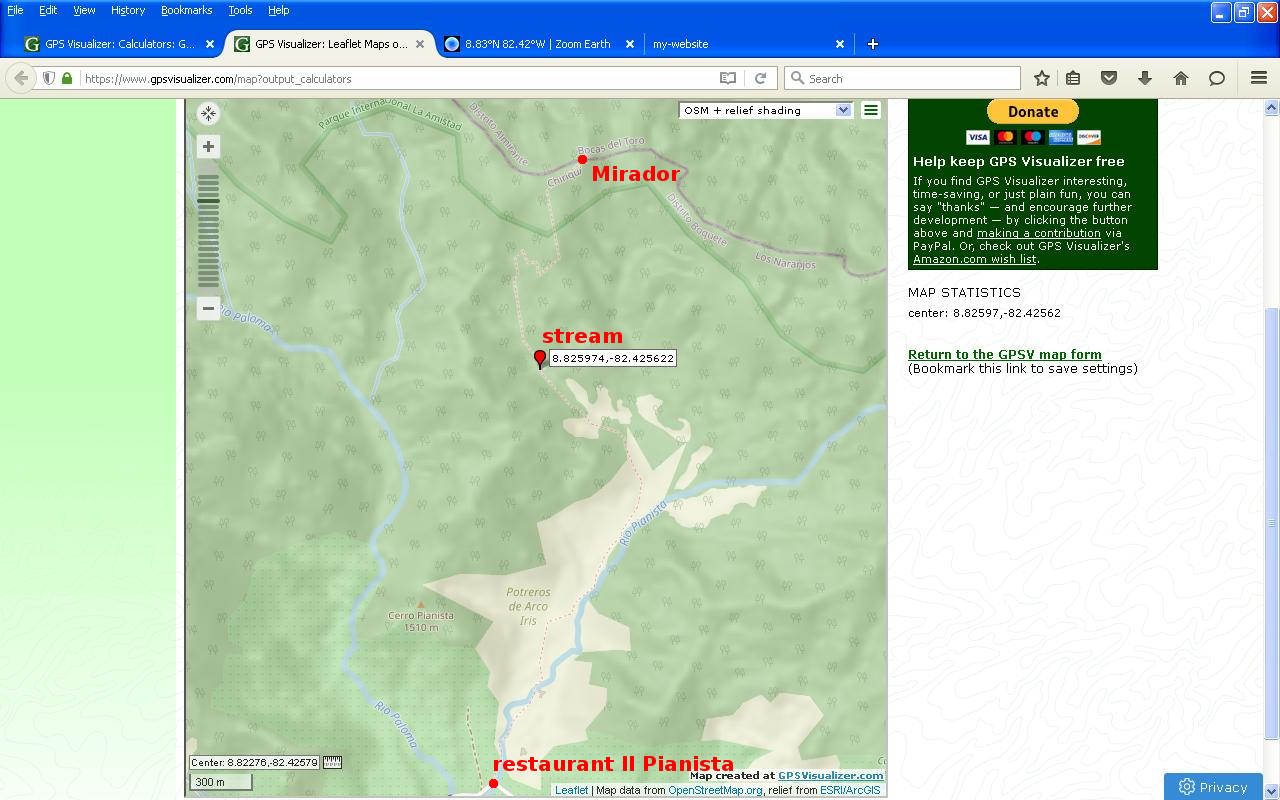 File Edit View History Bookmarks Tools Help
GPS Visualizer: Calculators: G...
GPS Visualizer: Leaflet Maps o...
8.83°N 82.42°W | Zoom Earth
my-website
https://www.gpsvisualizer.com/map?output_calculators
Search
OSM + relief shading
Parque Internacional La Amistad
Distrito Almirante
Bocas del Toro
Chiriquí
Mirador
Distrito Boquete
Los Naranjos
Río Paloma
stream
8.825974,-82.425622
Río Pianista
Potreros
de Arco
Iris
Cerro Pianista
1510 m
Río Paloma
restaurant Il Pianista
Center: 8.82276,-82.42579
300 m
Map created at GPSVisualizer.com
Leaflet | Map data from OpenStreetMap.org, relief from ESRI/ArcGIS
Donate
VISA
DISCOVER
Help keep GPS Visualizer free
If you find GPS Visualizer interesting,
time-saving, or just plain fun, you can
say "thanks" — and encourage further
development — by clicking the button
above and making a contribution via
PayPal. Or, check out GPS Visualizer's
Amazon.com wish list.
MAP STATISTICS
center: 8.82597,-82.42562
Return to the GPSV map form
(Bookmark this link to save settings)
Privacy